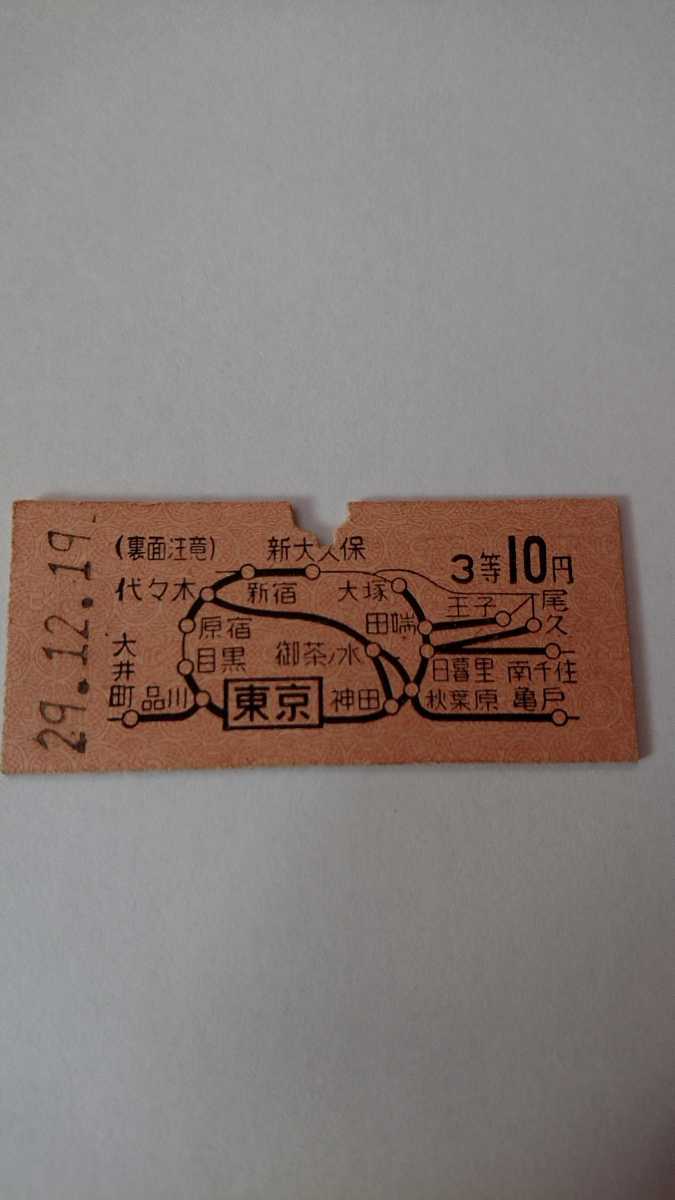 29.12.19
(裏面注意)
新大久保
3等10円
代々木
新宿
大塚
王子
尾久
原宿
田端
大井町
目黒
御茶ノ水
日暮里
南千住
品川
東京
神田
秋葉原
亀戸